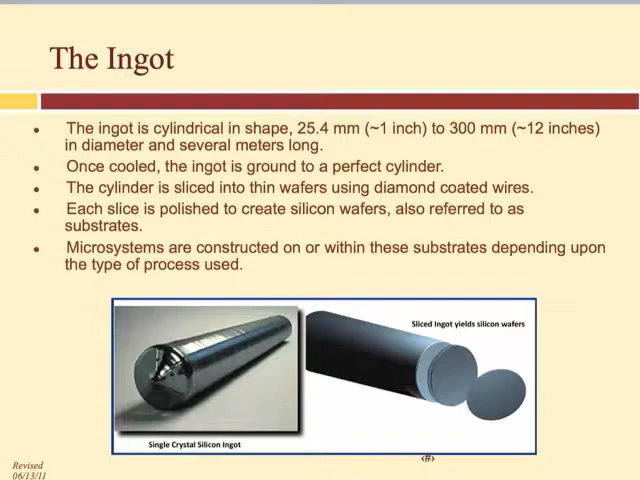 The Ingot
• The ingot is cylindrical in shape, 25.4 mm (~1 inch) to 300 mm (~12 inches)
in diameter and several meters long.
• Once cooled, the ingot is ground to a perfect cylinder.
• The cylinder is sliced into thin wafers using diamond coated wires.
• Each slice is polished to create silicon wafers, also referred to as
substrates.
• Microsystems are constructed on or within these substrates depending upon
the type of process used.
Sliced Ingot yields silicon wafers
Single Crystal Silicon Ingot
‹#›
Revised
06/13/11